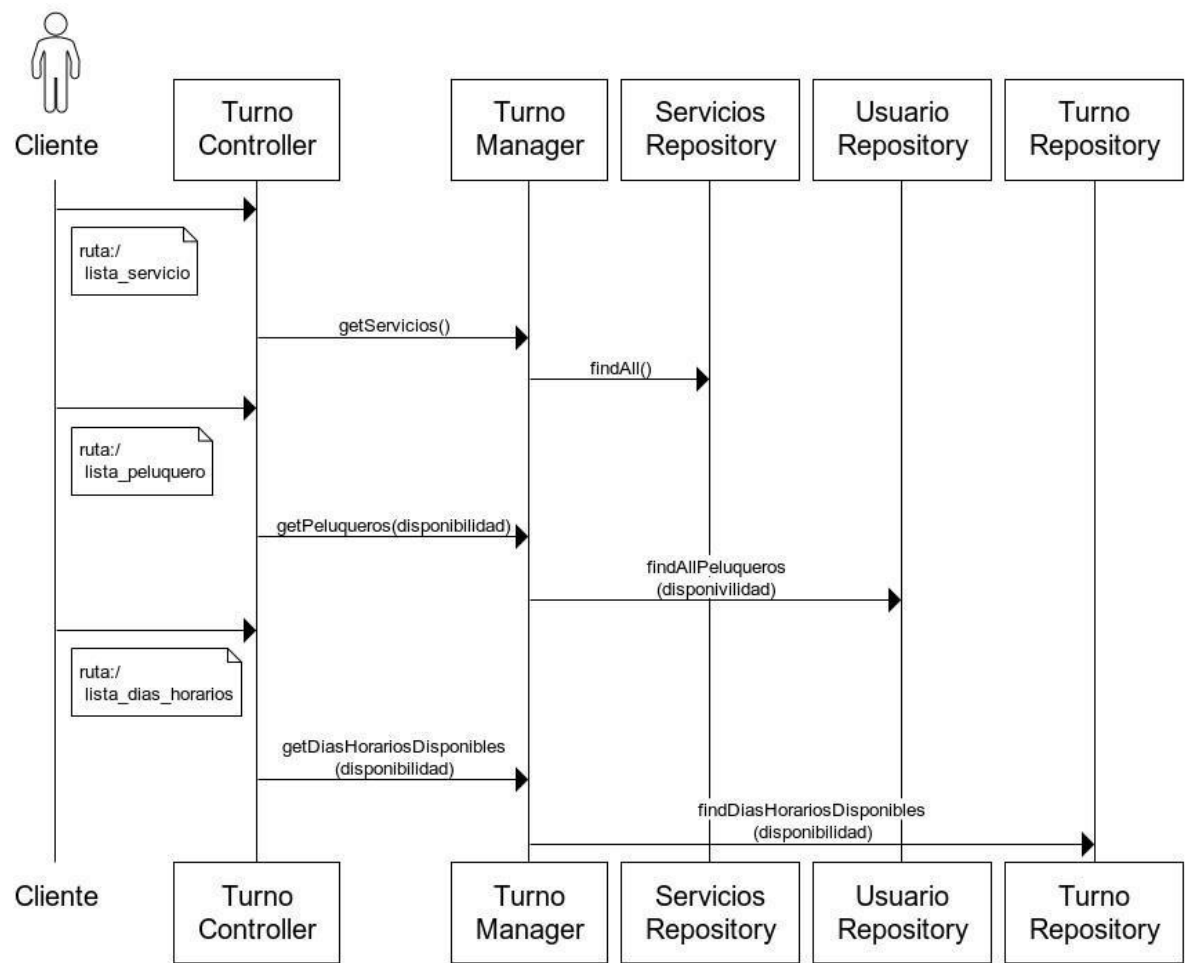 Cliente
Turno
Controller
Turno
Manager
Servicios
Repository
Usuario
Repository
Turno
Repository
ruta:/
lista_servicio
getServicios()
findAll()
ruta:/
lista_peluquero
getPeluqueros(disponibilidad)
findAllPeluqueros
(disponivilidad)
ruta:/
lista_dias_horarios
getDiasHorariosDisponibles
(disponibilidad)
findDiasHorariosDisponibles
(disponibilidad)
Cliente
Turno
Controller
Turno
Manager
Servicios
Repository
Usuario
Repository
Turno
Repository